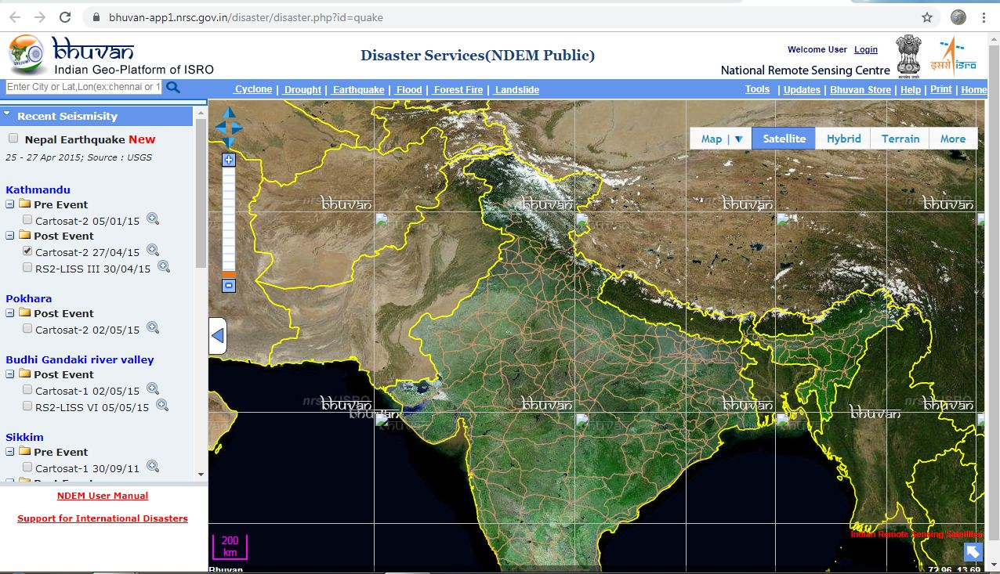 bhuvan-app1.nrsc.gov.in/disaster/disaster.php?id=quake
bhuvan
Indian Geo-Platform of ISRO
Disaster Services(NDEM Public)
Welcome User Login
National Remote Sensing Centre
इसरो isro
Enter City or Lat,Lon(ex:chennai or 1
Cyclone | Drought | Earthquake | Flood | Forest Fire | Landslide
Tools | Updates | Bhuvan Store | Help | Print | Home
Recent Seismisity
Nepal Earthquake New
25 - 27 Apr 2015; Source : USGS
Kathmandu
Pre Event
Cartosat-2 05/01/15
Post Event
Cartosat-2 27/04/15
RS2-LISS III 30/04/15
Pokhara
Post Event
Cartosat-2 02/05/15
Budhi Gandaki river valley
Post Event
Cartosat-1 02/05/15
RS2-LISS VI 05/05/15
Sikkim
Pre Event
Cartosat-1 30/09/11
NDEM User Manual
Support for International Disasters
Map | ▼ Satellite Hybrid Terrain More
bhuvan bhuvan bhuvan bhuvan
bhuvan bhuvan bhuvan bhuvan
bhuvan bhuvan
200
km
Indian Remote Sensing Satellites
Bhuvan
72.96, 13.69